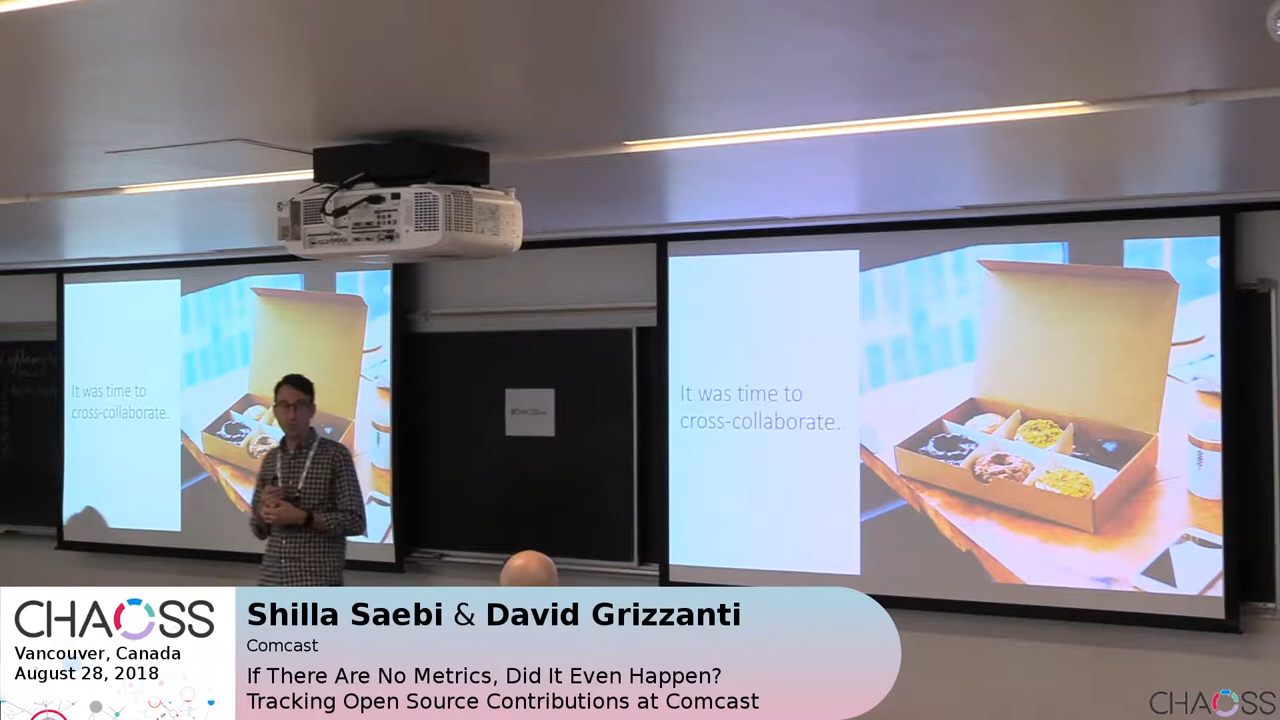 It was time to
cross-collaborate.
It was time to
cross-collaborate.
CHAOSS
Vancouver, Canada
August 28, 2018
Shilla Saebi & David Grizzanti
Comcast
If There Are No Metrics, Did It Even Happen?
Tracking Open Source Contributions at Comcast
CHAOSS